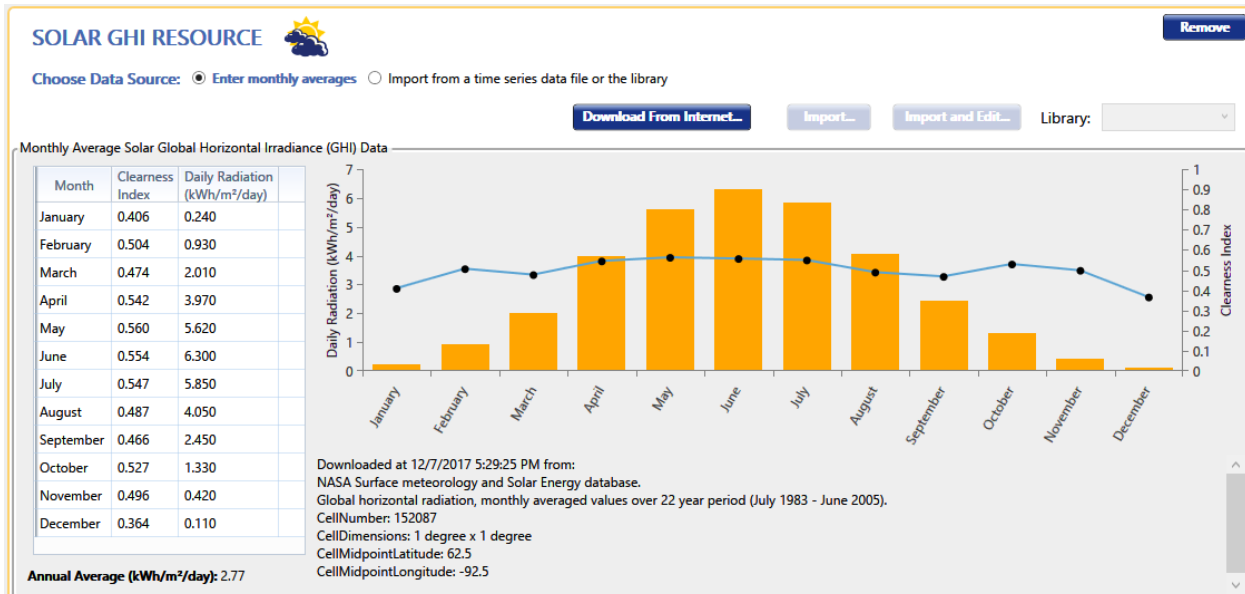 SOLAR GHI RESOURCE
Remove
Choose Data Source: Enter monthly averages Import from a time series data file or the library
Download From Internet... Import... Import and Edit... Library:
Monthly Average Solar Global Horizontal Irradiance (GHI) Data
Month Clearness Index Daily Radiation (kWh/m²/day)
January 0.406 0.240
February 0.504 0.930
March 0.474 2.010
April 0.542 3.970
May 0.560 5.620
June 0.554 6.300
July 0.547 5.850
August 0.487 4.050
September 0.466 2.450
October 0.527 1.330
November 0.496 0.420
December 0.364 0.110
Annual Average (kWh/m²/day): 2.77
Daily Radiation (kWh/m²/day)
7
6
5
4
3
2
1
0
January February March April May June July August September October November December
1
0.9
0.8
0.7
0.6
0.5
0.4
0.3
0.2
0.1
0
Clearness Index
Downloaded at 12/7/2017 5:29:25 PM from:
NASA Surface meteorology and Solar Energy database.
Global horizontal radiation, monthly averaged values over 22 year period (July 1983 - June 2005).
CellNumber: 152087
CellDimensions: 1 degree x 1 degree
CellMidpointLatitude: 62.5
CellMidpointLongitude: -92.5